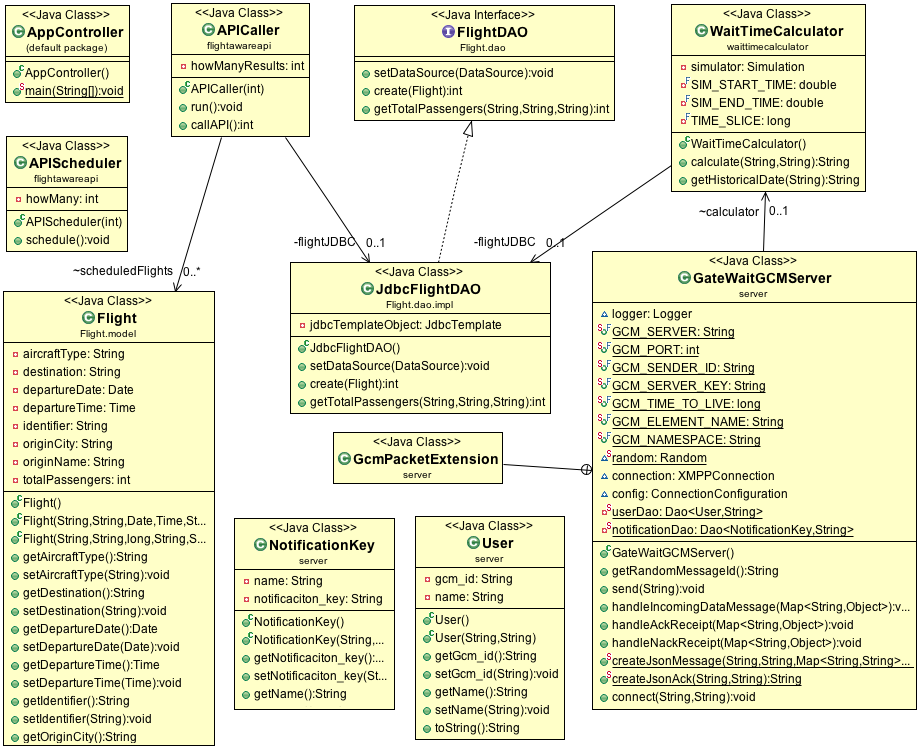 <<Java Class>>
AppController
(default package)
AppController()
main(String[]):void
<<Java Class>>
APICaller
flightawareapi
howManyResults: int
APICaller(int)
run():void
callAPI():int
<<Java Interface>>
FlightDAO
Flight.dao
setDataSource(DataSource):void
create(Flight):int
getTotalPassengers(String,String,String):int
<<Java Class>>
WaitTimeCalculator
waittimecalculator
simulator: Simulation
SIM_START_TIME: double
SIM_END_TIME: double
TIME_SLICE: long
WaitTimeCalculator()
calculate(String,String):String
getHistoricalDate(String):String
<<Java Class>>
APIScheduler
flightawareapi
howMany: int
APIScheduler(int)
schedule():void
~scheduledFlights 0..*
-flightJDBC 0..1
-flightJDBC 0..1
~calculator 0..1
<<Java Class>>
Flight
Flight.model
aircraftType: String
destination: String
departureDate: Date
departureTime: Time
identifier: String
originCity: String
originName: String
totalPassengers: int
Flight()
Flight(String,String,Date,Time,St...
Flight(String,String,long,String,S...
getAircraftType():String
setAircraftType(String):void
getDestination():String
setDestination(String):void
getDepartureDate():Date
setDepartureDate(Date):void
getDepartureTime():Time
setDepartureTime(Time):void
getIdentifier():String
setIdentifier(String):void
getOriginCity():String
<<Java Class>>
JdbcFlightDAO
Flight.dao.impl
jdbcTemplateObject: JdbcTemplate
JdbcFlightDAO()
setDataSource(DataSource):void
create(Flight):int
getTotalPassengers(String,String,String):int
<<Java Class>>
GcmPacketExtension
server
<<Java Class>>
NotificationKey
server
name: String
notificaciton_key: String
NotificationKey()
NotificationKey(String,...
getNotificaciton_key():...
setNotificaciton_key(St...
getName():String
<<Java Class>>
User
server
gcm_id: String
name: String
User()
User(String,String)
getGcm_id():String
setGcm_id(String):void
getName():String
setName(String):void
toString():String
<<Java Class>>
GateWaitGCMServer
server
logger: Logger
GCM_SERVER: String
GCM_PORT: int
GCM_SENDER_ID: String
GCM_SERVER_KEY: String
GCM_TIME_TO_LIVE: long
GCM_ELEMENT_NAME: String
GCM_NAMESPACE: String
random: Random
connection: XMPPConnection
config: ConnectionConfiguration
userDao: Dao<User,String>
notificationDao: Dao<NotificationKey,String>
GateWaitGCMServer()
getRandomMessageId():String
send(String):void
handleIncomingDataMessage(Map<String,Object>):v...
handleAckReceipt(Map<String,Object>):void
handleNackReceipt(Map<String,Object>):void
createJsonMessage(String,String,Map<String,String>...
createJsonAck(String,String):String
connect(String,String):void